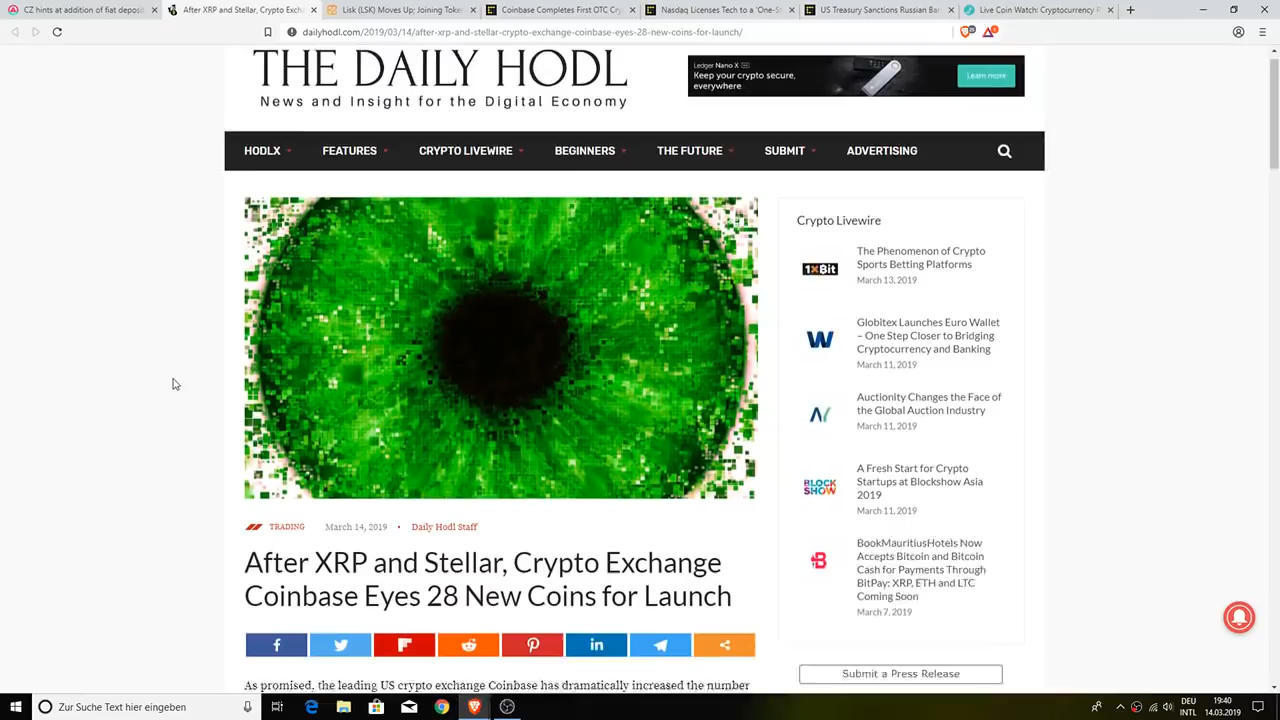 CZ hints at addition of fiat deposit
After XRP and Stellar, Crypto Excha
Lisk (LSK) Moves Up; Joining Token
Coinbase Completes First OTC Cry
Nasdaq Licenses Tech to a 'One-S
US Treasury Sanctions Russian Ban
Live Coin Watch: Cryptocurrency P
dailyhodl.com/2019/03/14/after-xrp-and-stellar-crypto-exchange-coinbase-eyes-28-new-coins-for-launch/
THE DAILY HODL
News and Insight for the Digital Economy
Ledger Nano X
Keep your crypto secure,
everywhere
Learn more
HODLX
FEATURES
CRYPTO LIVEWIRE
BEGINNERS
THE FUTURE
SUBMIT
ADVERTISING
TRADING
March 14, 2019
•
Daily Hodl Staff
After XRP and Stellar, Crypto Exchange
Coinbase Eyes 28 New Coins for Launch
As promised, the leading US crypto exchange Coinbase has dramatically increased the number
Crypto Livewire
1XBit
The Phenomenon of Crypto
Sports Betting Platforms
March 13, 2019
W
Globitex Launches Euro Wallet
– One Step Closer to Bridging
Cryptocurrency and Banking
March 11, 2019
Auctionity Changes the Face of
the Global Auction Industry
March 11, 2019
BLOCK
SHOW
A Fresh Start for Crypto
Startups at Blockshow Asia
2019
March 11, 2019
BookMauritiusHotels Now
Accepts Bitcoin and Bitcoin
Cash for Payments Through
BitPay: XRP, ETH and LTC
Coming Soon
March 7, 2019
Submit a Press Release
Zur Suche Text hier eingeben
DEU
INTL
19:40
14.03.2019